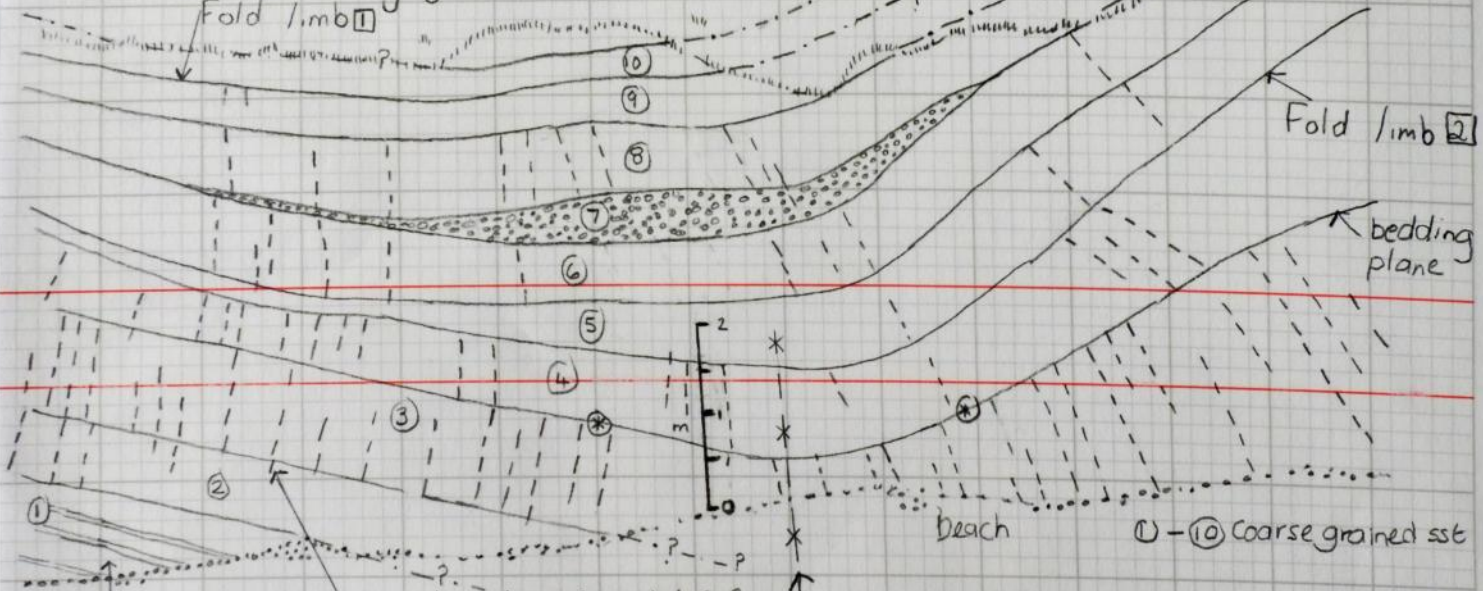 Fold limb 1
10
9
8
7
6
5
4
3
2
1
2
1
m
0
Fold limb 2
bedding
plane
?
?
?
?
Beach
① - ⑩ Coarse grained sst